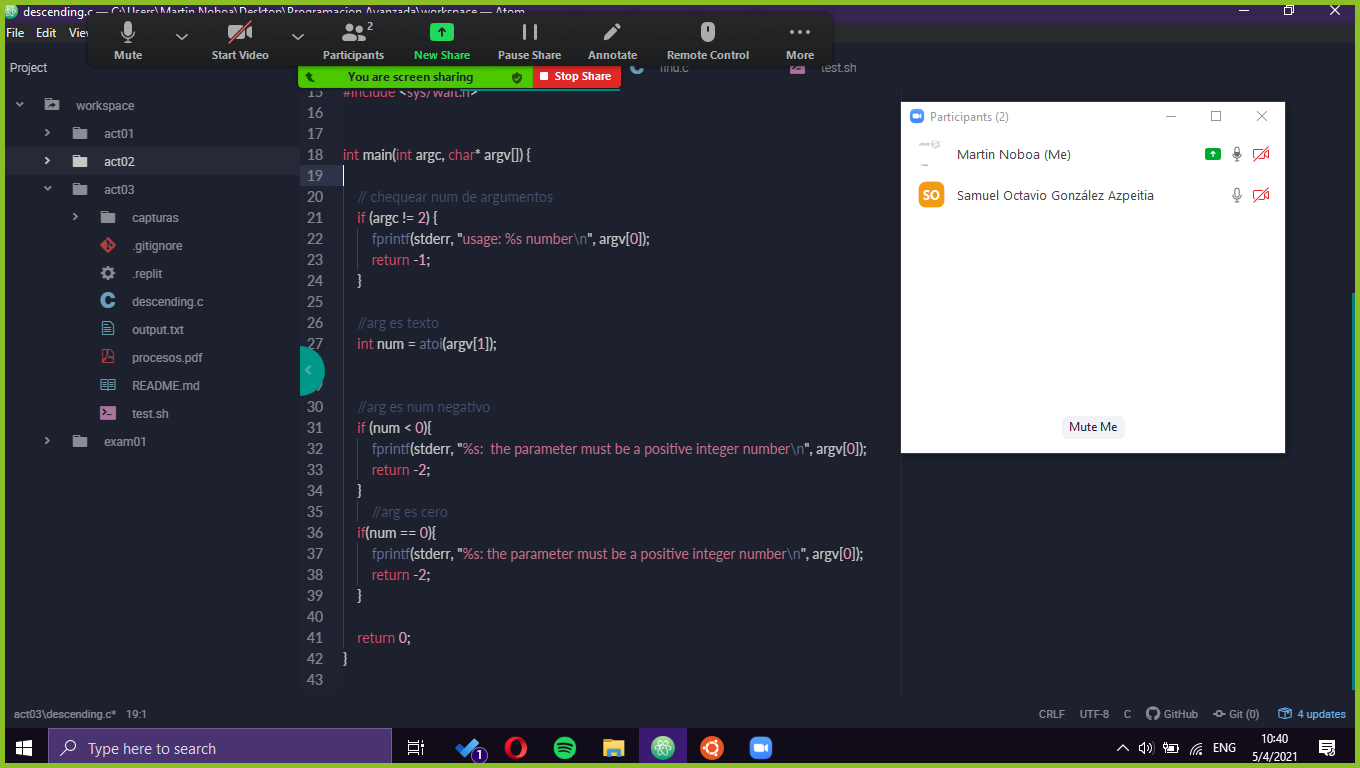 descending.c — C:\Users\Martin Noboa\Desktop\Programacion Avanzada\workspace — Atom
File Edit View
Mute
Start Video
Participants 2
New Share
Pause Share
Annotate
Remote Control
More
You are screen sharing
Stop Share
find.c
test.sh
Project
workspace
act01
act02
act03
capturas
.gitignore
.replit
descending.c
output.txt
procesos.pdf
README.md
test.sh
exam01
15 #include <sys/wait.h>
16
17
18 int main(int argc, char* argv[]) {
19
20 // chequear num de argumentos
21 if (argc != 2) {
22 fprintf(stderr, "usage: %s number\n", argv[0]);
23 return -1;
24 }
25
26 //arg es texto
27 int num = atoi(argv[1]);
30 //arg es num negativo
31 if (num < 0){
32 fprintf(stderr, "%s:  the parameter must be a positive integer number\n", argv[0]);
33 return -2;
34 }
35 //arg es cero
36 if(num == 0){
37 fprintf(stderr, "%s: the parameter must be a positive integer number\n", argv[0]);
38 return -2;
39 }
40
41 return 0;
42 }
43
Participants (2)
Martin Noboa (Me)
SO Samuel Octavio González Azpeitia
Mute Me
act03\descending.c* 19:1
CRLF UTF-8 C GitHub Git (0) 4 updates
Type here to search
1
ENG
10:40
5/4/2021